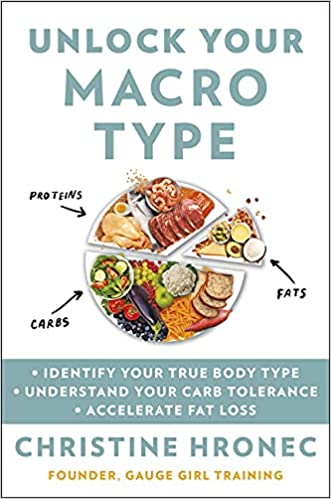 UNLOCK YOUR
MACRO
TYPE
PROTEINS
FATS
CARBS
• IDENTIFY YOUR TRUE BODY TYPE
• UNDERSTAND YOUR CARB TOLERANCE
• ACCELERATE FAT LOSS
CHRISTINE HRONEC
FOUNDER, GAUGE GIRL TRAINING